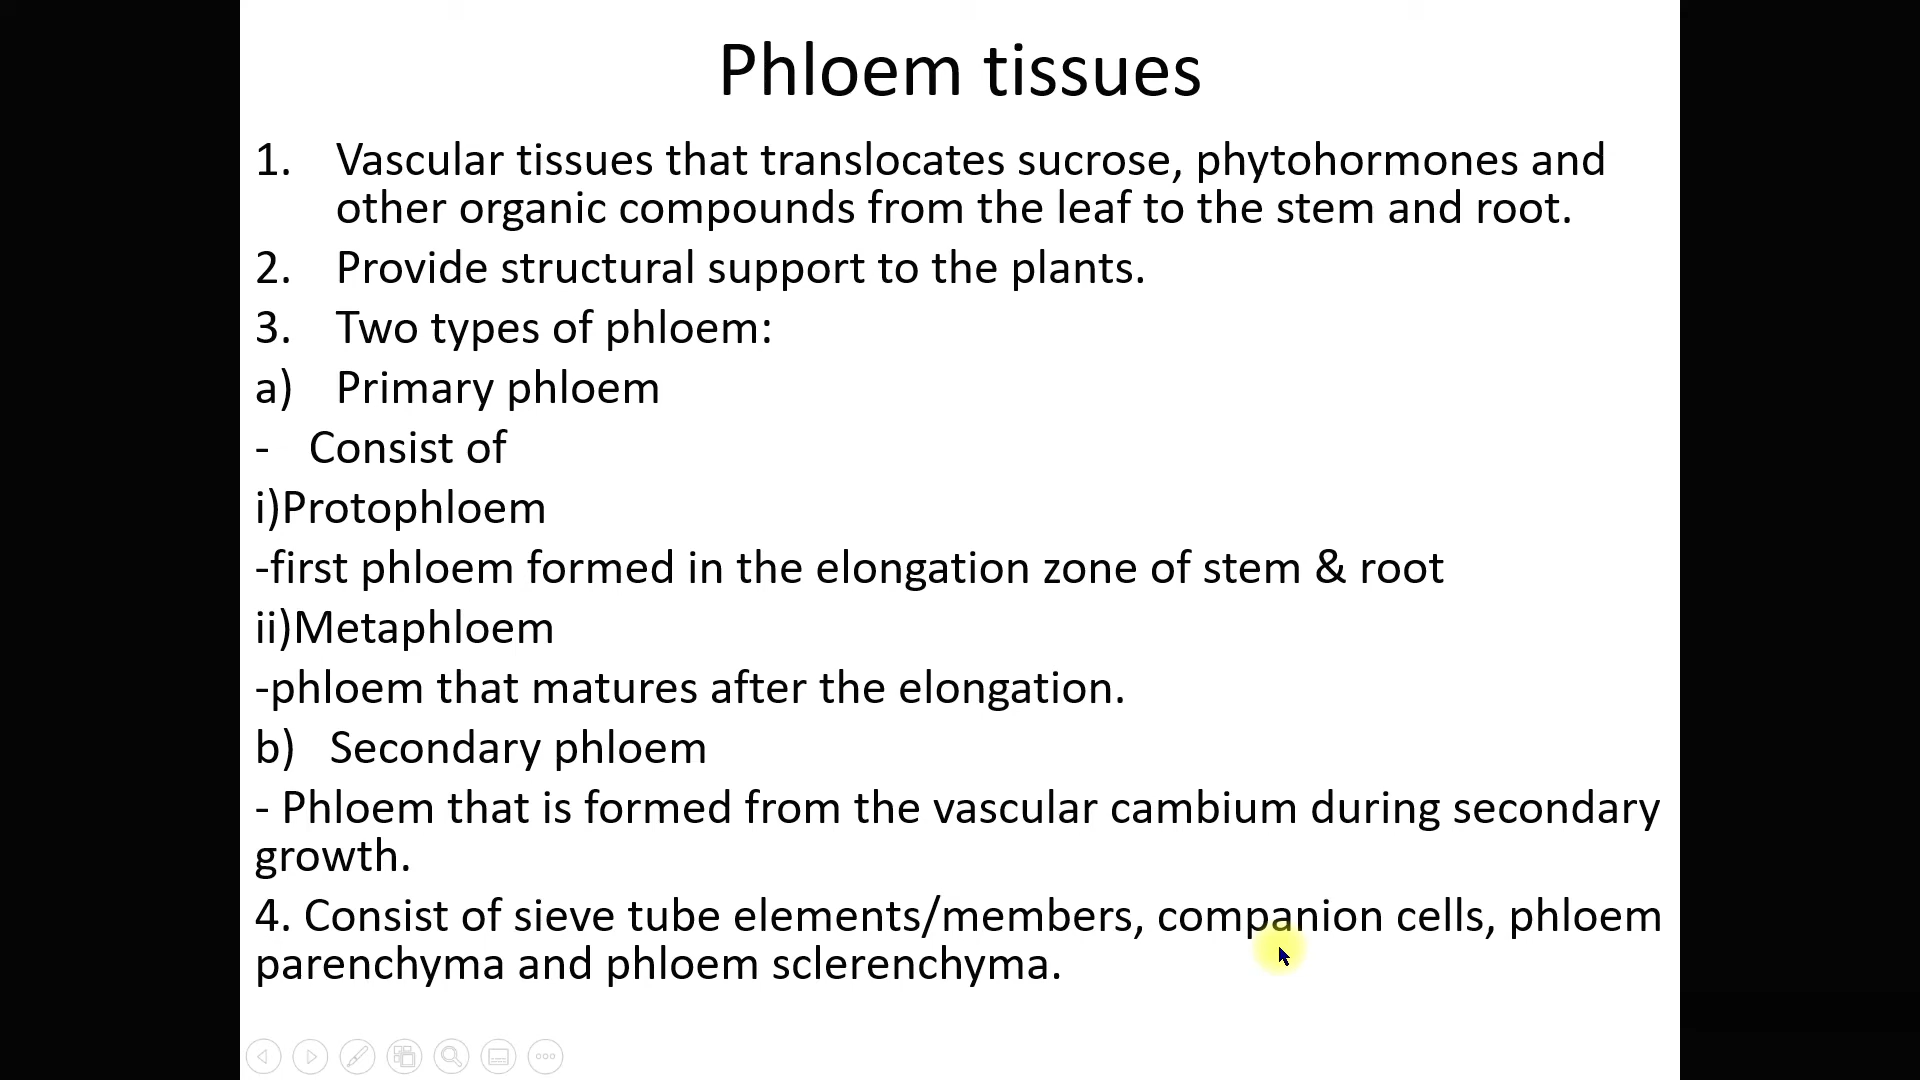 Phloem tissues
1. Vascular tissues that translocates sucrose, phytohormones and
other organic compounds from the leaf to the stem and root.
2. Provide structural support to the plants.
3. Two types of phloem:
a) Primary phloem
- Consist of
i)Protophloem
-first phloem formed in the elongation zone of stem & root
ii)Metaphloem
-phloem that matures after the elongation.
b) Secondary phloem
- Phloem that is formed from the vascular cambium during secondary
growth.
4. Consist of sieve tube elements/members, companion cells, phloem
parenchyma and phloem sclerenchyma.